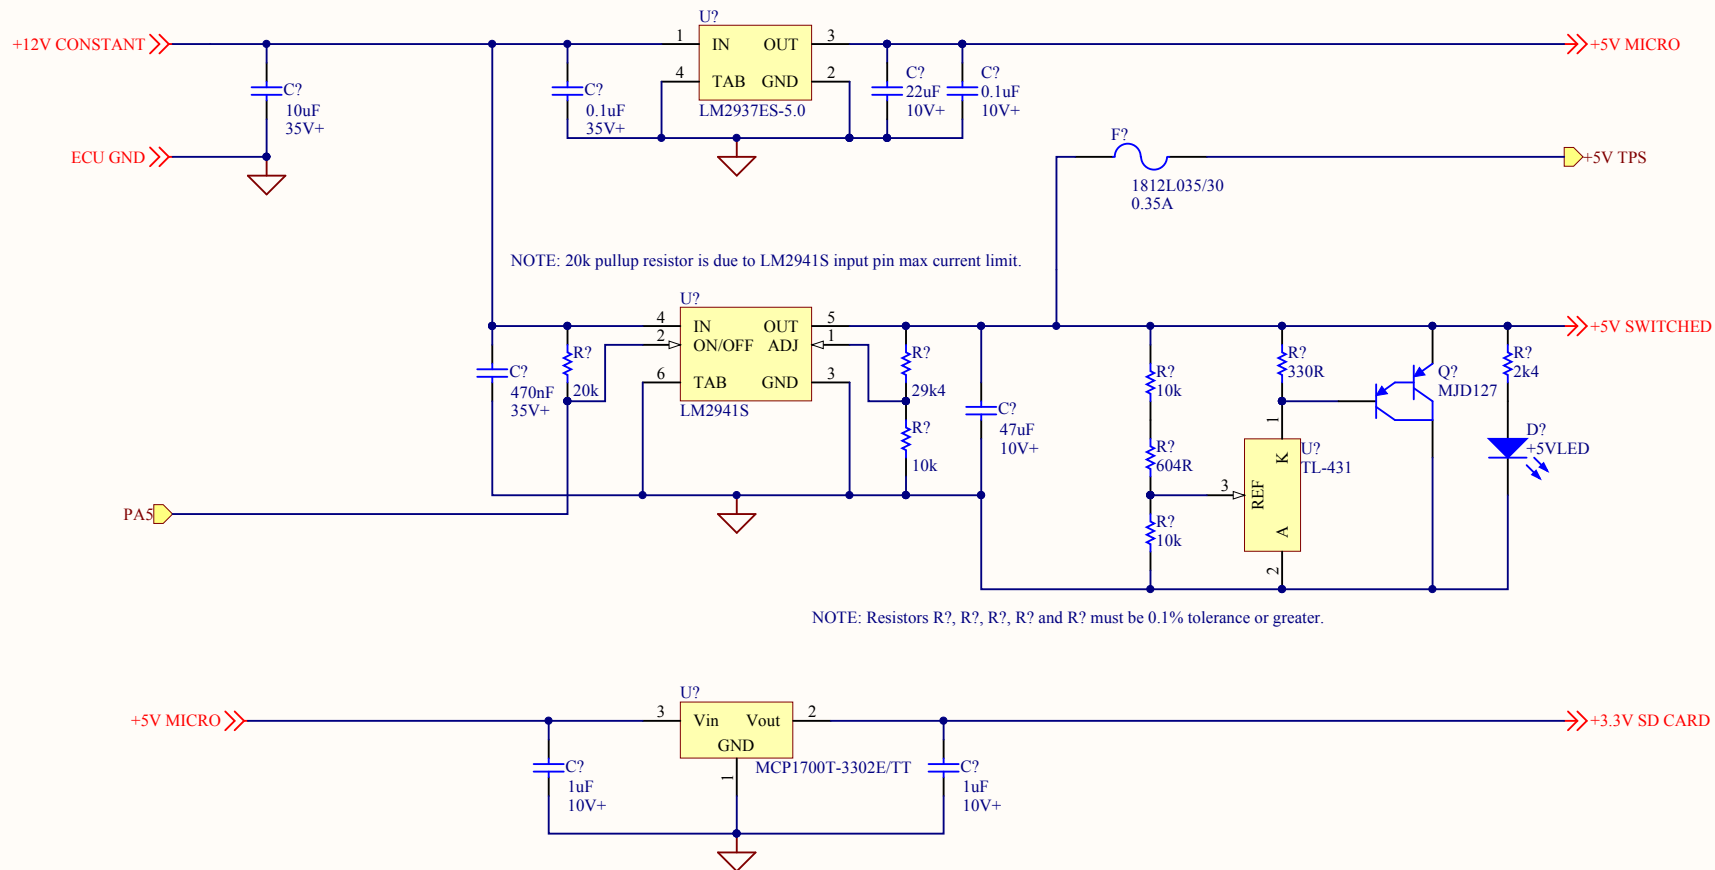 U?
+12V CONSTANT
1
IN
OUT
3
+5V MICRO
4
TAB
GND
2
C?
10uF
35V+
C?
0.1uF
35V+
LM2937ES-5.0
C?
22uF
10V+
C?
0.1uF
10V+
ECU GND
F?
+5V TPS
1812L035/30
0.35A
NOTE: 20k pullup resistor is due to LM2941S input pin max current limit.
U?
4
IN
OUT
5
+5V SWITCHED
2
ON/OFF
ADJ
1
6
TAB
GND
3
LM2941S
C?
470nF
35V+
R?
20k
R?
29k4
R?
10k
C?
47uF
10V+
R?
10k
R?
604R
R?
10k
R?
330R
1
K
U?
TL-431
3
REF
A
2
Q?
MJD127
R?
2k4
D?
+5VLED
PA5
NOTE: Resistors R?, R?, R?, R? and R? must be 0.1% tolerance or greater.
U?
+5V MICRO
3
Vin
Vout
2
+3.3V SD CARD
GND
1
MCP1700T-3302E/TT
C?
1uF
10V+
C?
1uF
10V+